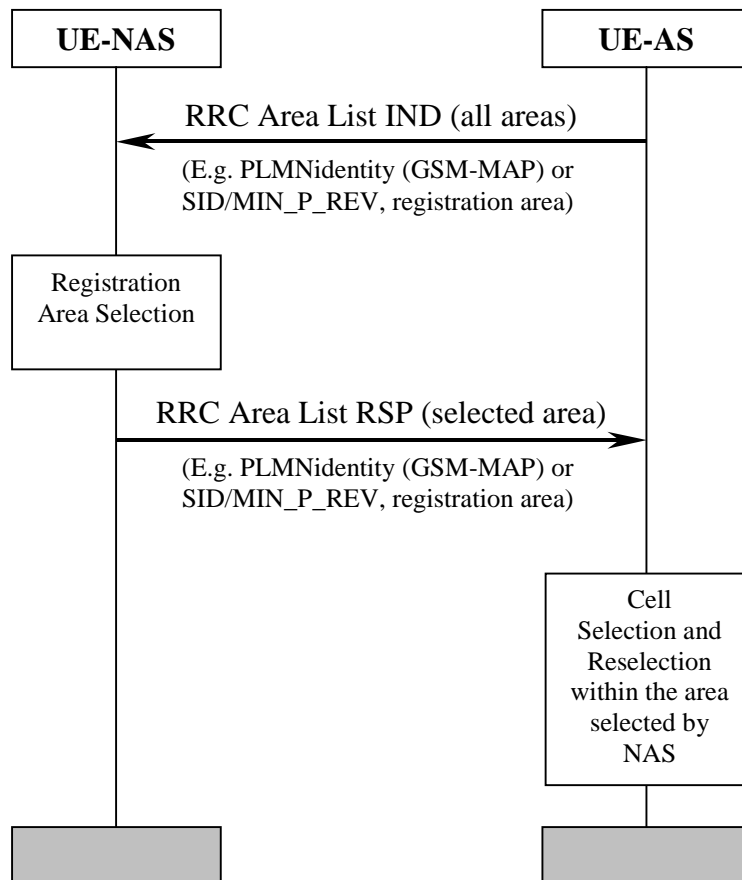 UE-NAS
UE-AS
RRC Area List IND (all areas)
(E.g. PLMNidentity (GSM-MAP) or
SID/MIN_P_REV, registration area)
Registration
Area Selection
RRC Area List RSP (selected area)
(E.g. PLMNidentity (GSM-MAP) or
SID/MIN_P_REV, registration area)
Cell
Selection and
Reselection
within the area
selected by
NAS